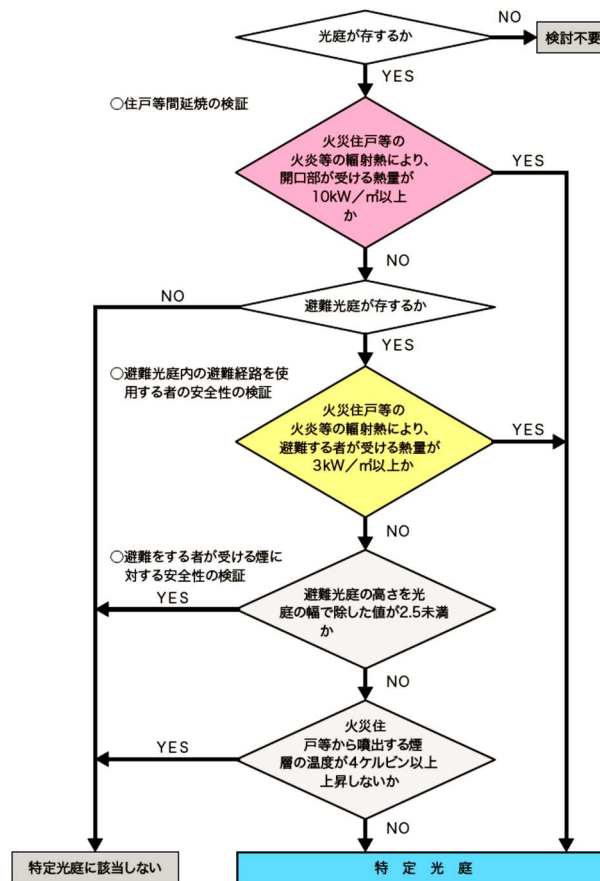 光庭が存するか
NO
検討不要
YES
○住戸等間延焼の検証
火災住戸等の
火炎等の輻射熱により、
開口部が受ける熱量が
10kW／㎡以上
か
YES
NO
避難光庭が存するか
NO
YES
○避難光庭内の避難経路を使
用する者の安全性の検証
火災住戸等の
火炎等の輻射熱により、
避難する者が受ける熱量が
3kW／㎡以上か
YES
NO
○避難をする者が受ける煙に
対する安全性の検証
避難光庭の高さを光
庭の幅で除した値が2.5未満
か
YES
NO
火災住
戸等から噴出する煙
層の温度が4ケルビン以上
上昇しないか
YES
NO
特定光庭に該当しない
特定光庭